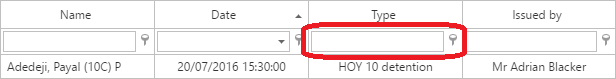 Name Date Type Issued by
Adedeji, Payal (10C) P 20/07/2016 15:30:00 HOY 10 detention Mr Adrian Blacker